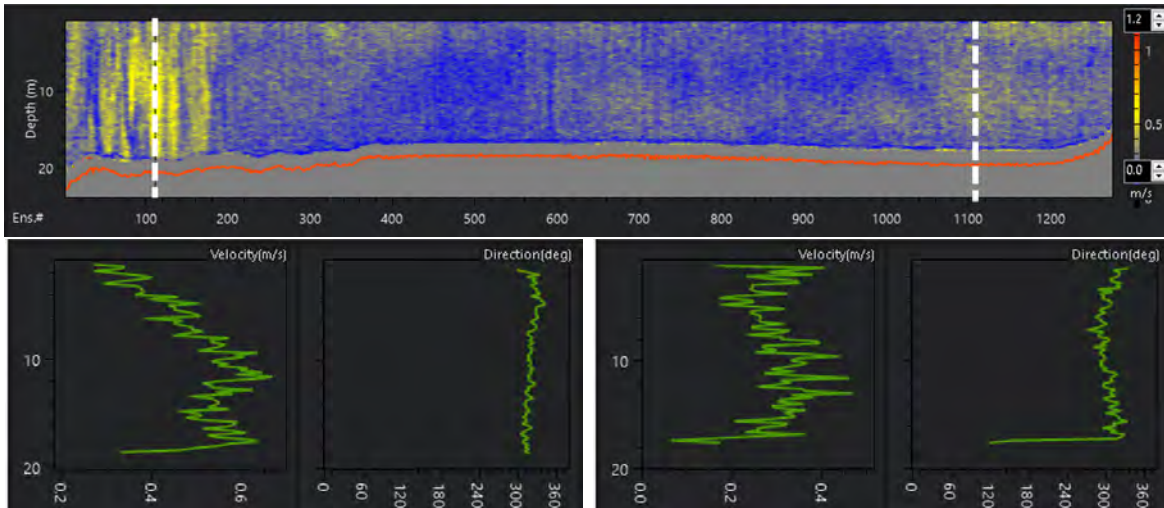 1.2
1
Depth (m)
10
0.5
20
0.0
m/s
Ens.# 100 200 300 400 500 600 700 800 900 1000 1100 1200
Velocity(m/s) Direction(deg) Velocity(m/s) Direction(deg)
10 10
20 20
0.2 0.4 0.6 0 60 120 180 240 300 360 0.0 0.2 0.4 0 60 120 180 240 300 360